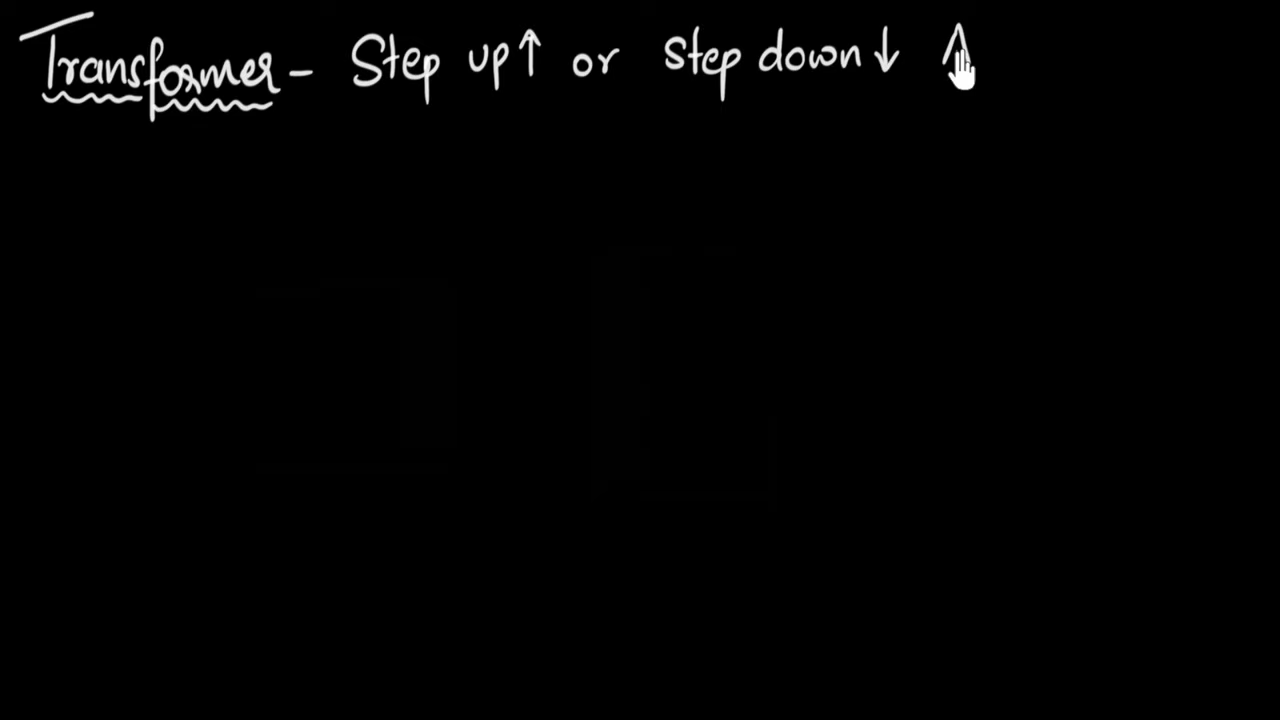 Transformer - Step up ↑ or step down ↓